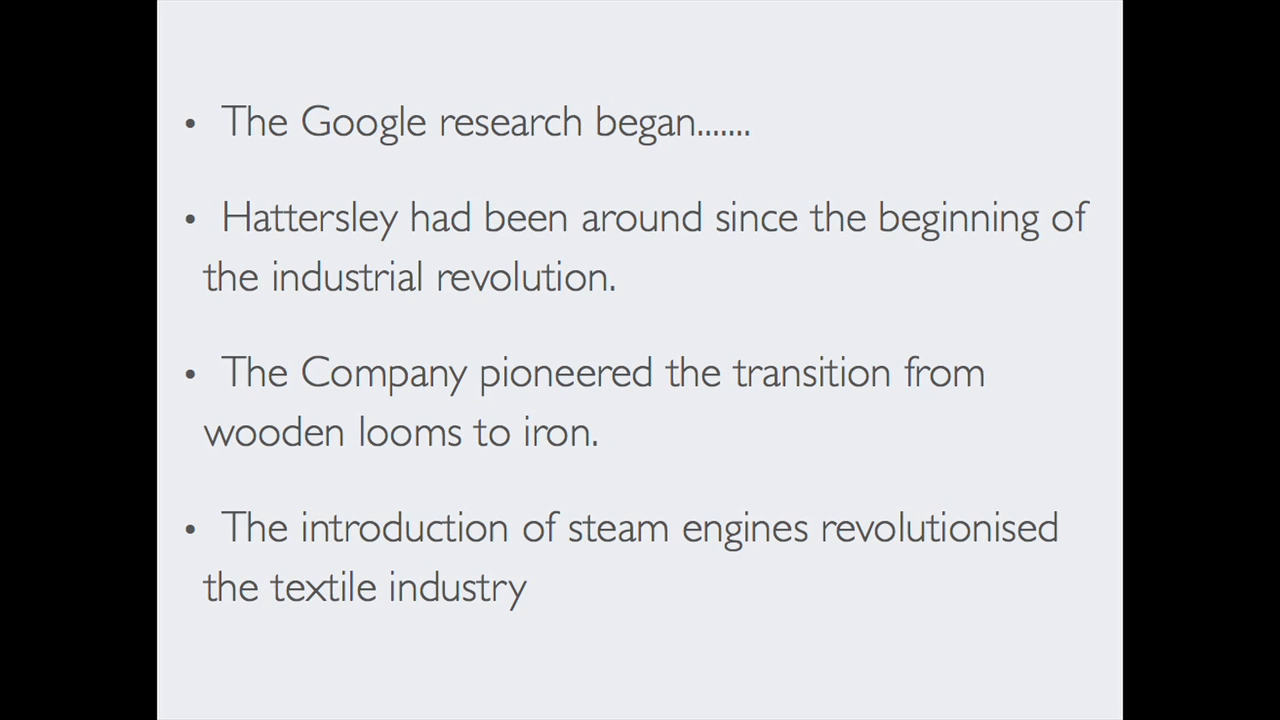 • The Google research began.......
• Hattersley had been around since the beginning of
the industrial revolution.
• The Company pioneered the transition from
wooden looms to iron.
• The introduction of steam engines revolutionised
the textile industry